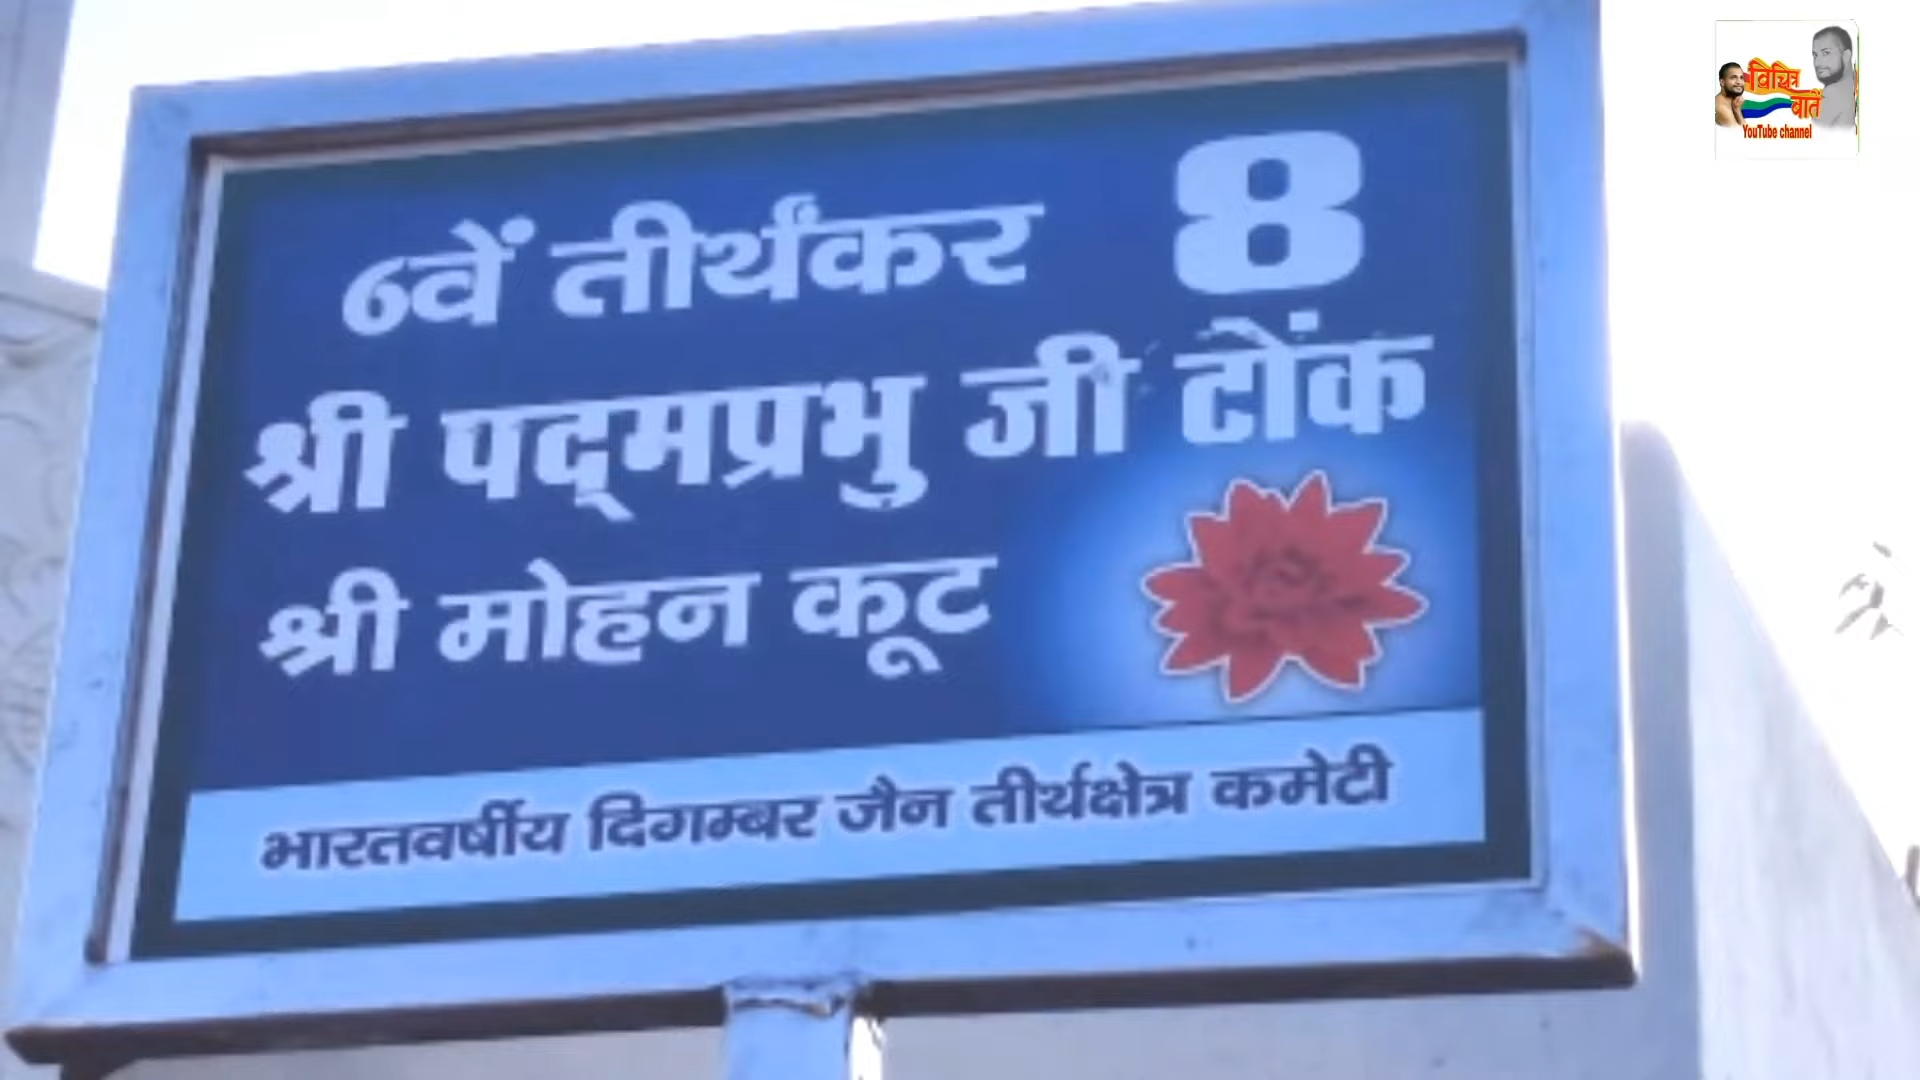 6वें तीर्थंकर 8
श्री पद्मप्रभु जी टोंक
श्री मोहन कूट
भारतवर्षीय दिगम्बर जैन तीर्थक्षेत्र कमेटी
विचित्र
बातें
YouTube channel